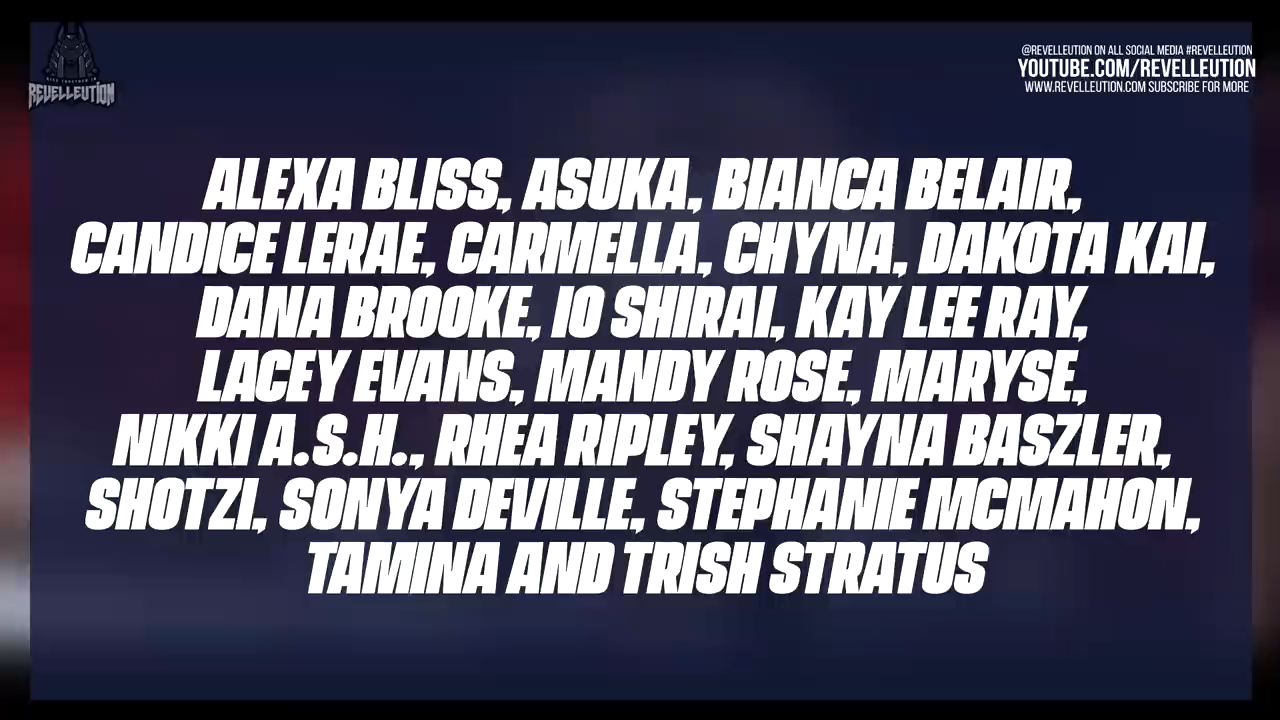 REVELLEUTION
@REVELLEUTION ON ALL SOCIAL MEDIA #REVELLEUTION
YOUTUBE.COM/REVELLEUTION
WWW.REVELLEUTION.COM SUBSCRIBE FOR MORE
ALEXA BLISS, ASUKA, BIANCA BELAIR,
CANDICE LERAE, CARMELLA, CHYNA, DAKOTA KAI,
DANA BROOKE, IO SHIRAI, KAY LEE RAY,
LACEY EVANS, MANDY ROSE, MARYSE,
NIKKI A.S.H., RHEA RIPLEY, SHAYNA BASZLER,
SHOTZI, SONYA DEVILLE, STEPHANIE MCMAHON,
TAMINA AND TRISH STRATUS